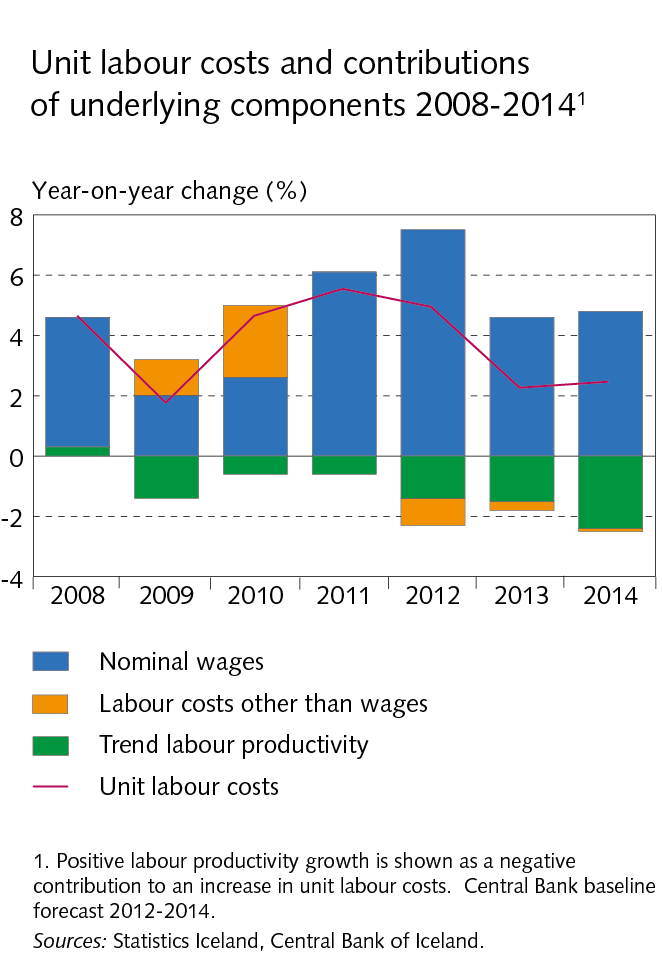 Unit labour costs and contributions
of underlying components 2008-2014¹
Year-on-year change (%)
8
6
4
2
0
-2
-4
2008 2009 2010 2011 2012 2013 2014
Nominal wages
Labour costs other than wages
Trend labour productivity
Unit labour costs
1. Positive labour productivity growth is shown as a negative
contribution to an increase in unit labour costs.  Central Bank baseline
forecast 2012-2014.
Sources: Statistics Iceland, Central Bank of Iceland.